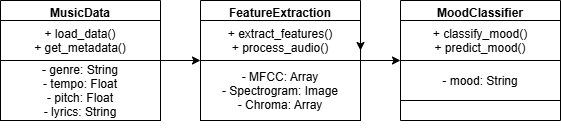 MusicData
+ load_data()
+ get_metadata()
- genre: String
- tempo: Float
- pitch: Float
- lyrics: String
FeatureExtraction
+ extract_features()
+ process_audio()
- MFCC: Array
- Spectrogram: Image
- Chroma: Array
MoodClassifier
+ classify_mood()
+ predict_mood()
- mood: String